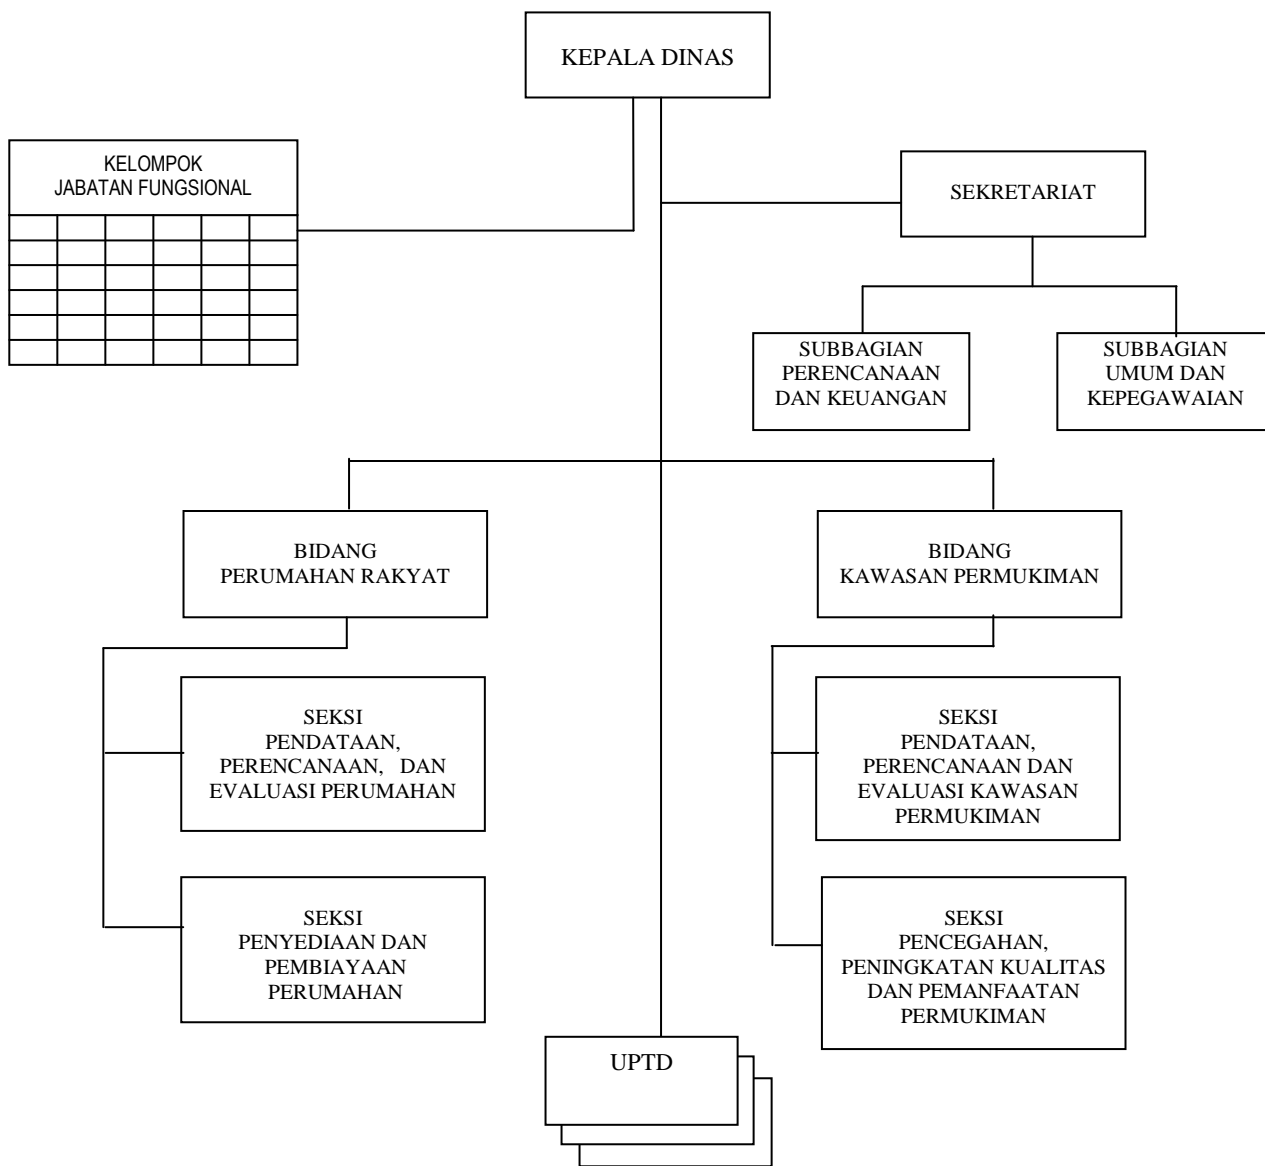 KEPALA DINAS
KELOMPOK
JABATAN FUNGSIONAL
SEKRETARIAT
SUBBAGIAN
PERENCANAAN
DAN KEUANGAN
SUBBAGIAN
UMUM DAN
KEPEGAWAIAN
BIDANG
PERUMAHAN RAKYAT
BIDANG
KAWASAN PERMUKIMAN
SEKSI
PENDATAAN,
PERENCANAAN, DAN
EVALUASI PERUMAHAN
SEKSI
PENDATAAN,
PERENCANAAN DAN
EVALUASI KAWASAN
PERMUKIMAN
SEKSI
PENYEDIAAN DAN
PEMBIAYAAN
PERUMAHAN
SEKSI
PENCEGAHAN,
PENINGKATAN KUALITAS
DAN PEMANFAATAN
PERMUKIMAN
UPTD